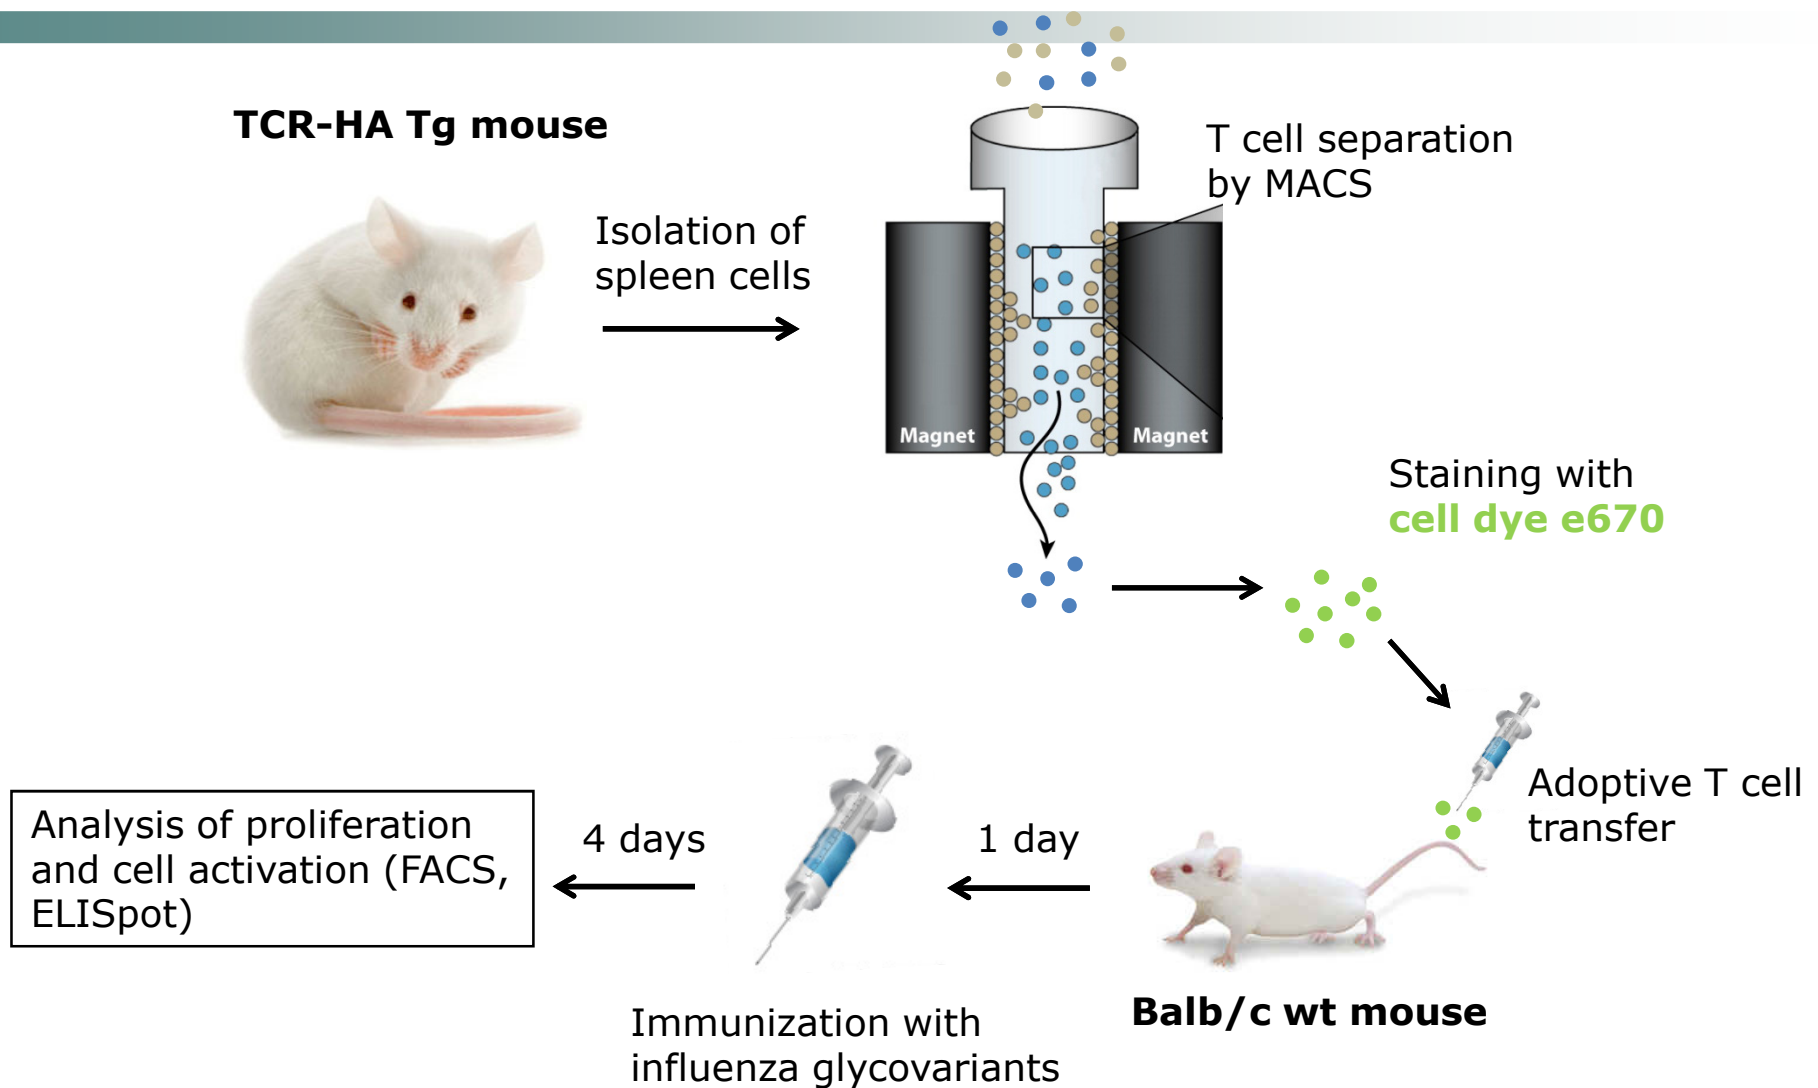 TCR-HA Tg mouse
Isolation of
spleen cells
T cell separation
by MACS
Magnet
Magnet
Staining with
cell dye e670
Adoptive T cell
transfer
Balb/c wt mouse
1 day
Immunization with
influenza glycovariants
4 days
Analysis of proliferation
and cell activation (FACS,
ELISpot)